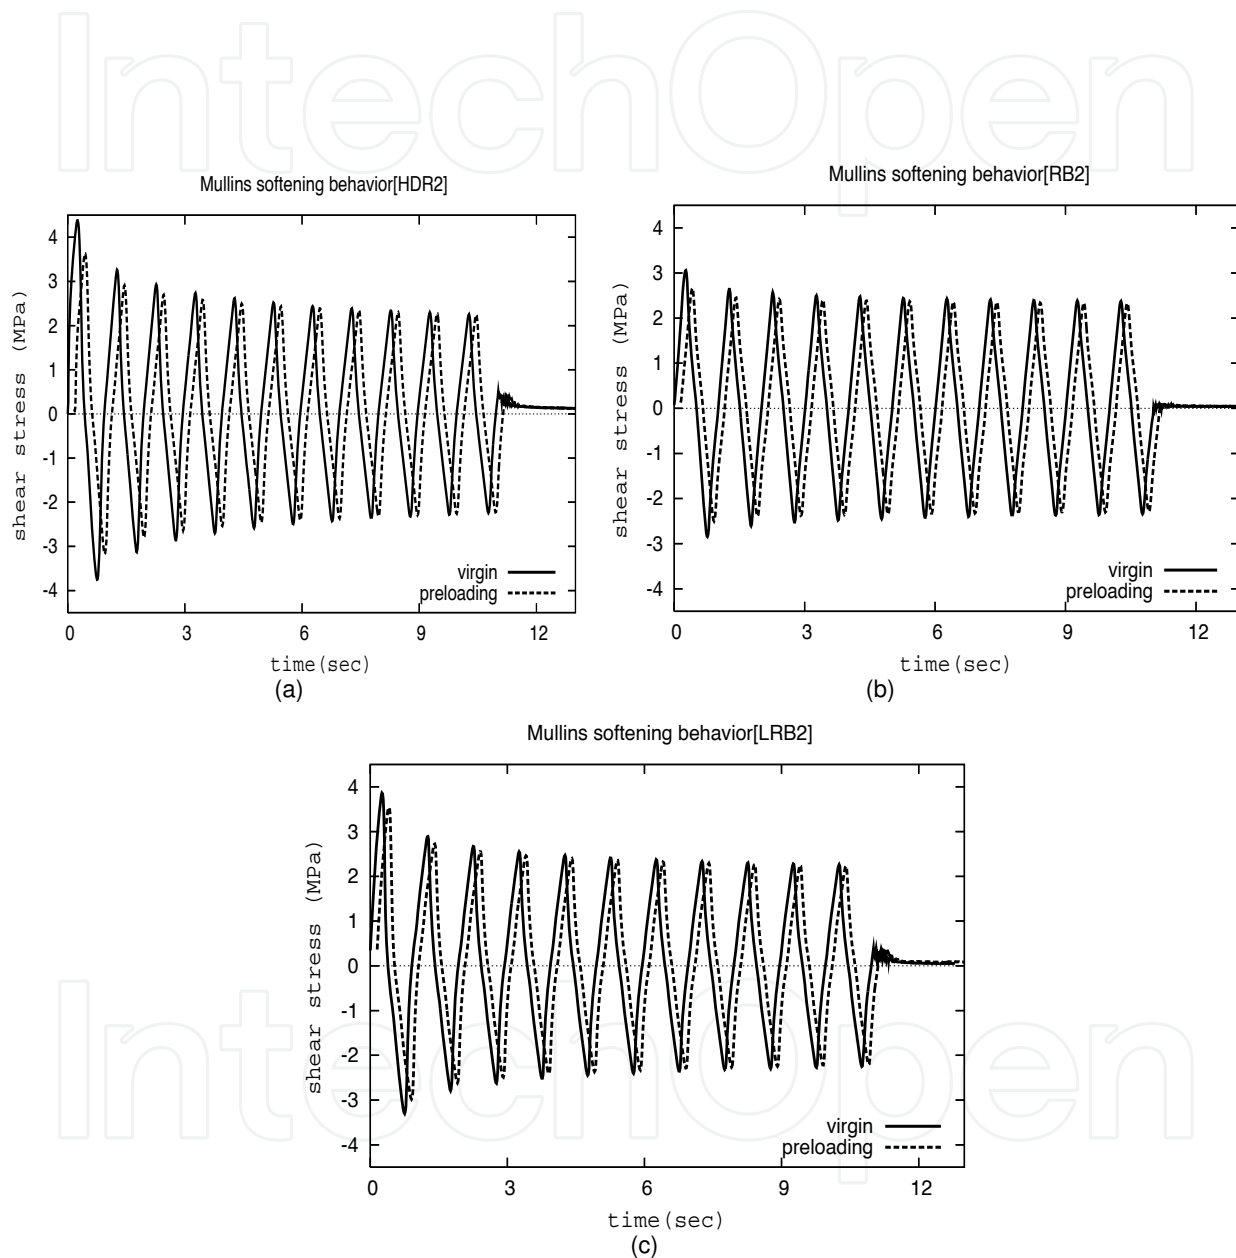 IntechOpen
Mullins softening behavior[HDR2]
4
3
2
1
0
-1
-2
-3
-4
shear stress (MPa)
virgin
preloading
0 3 6 9 12
time(sec)
(a)
Mullins softening behavior[RB2]
4
3
2
1
0
-1
-2
-3
-4
shear stress (MPa)
virgin
preloading
0 3 6 9 12
time(sec)
(b)
Mullins softening behavior[LRB2]
4
3
2
1
0
-1
-2
-3
-4
shear stress (MPa)
virgin
preloading
0 3 6 9 12
time(sec)
(c)
IntechOpen